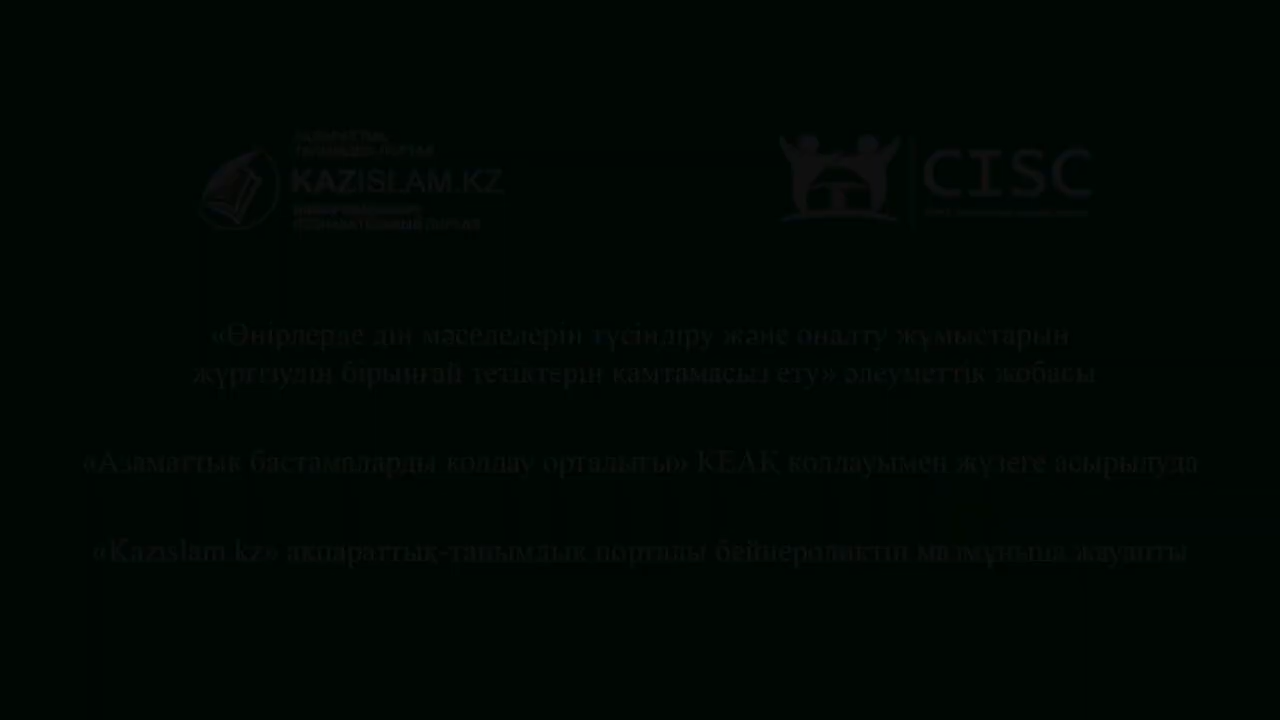 KAZISLAM.KZ
CISC
«Өңірлерде дін мәселелерін түсіндіру және оңалту жұмыстарын
жүргізудің бірыңғай тетіктерін қамтамасыз ету» әлеуметтік жобасы
«Азаматтық бастамаларды қолдау орталығы» КЕАҚ қолдауымен жүзеге асырылуда
«Kazislam.kz» ақпараттық-танымдық порталы бейнероликтің мазмұнына жауапты